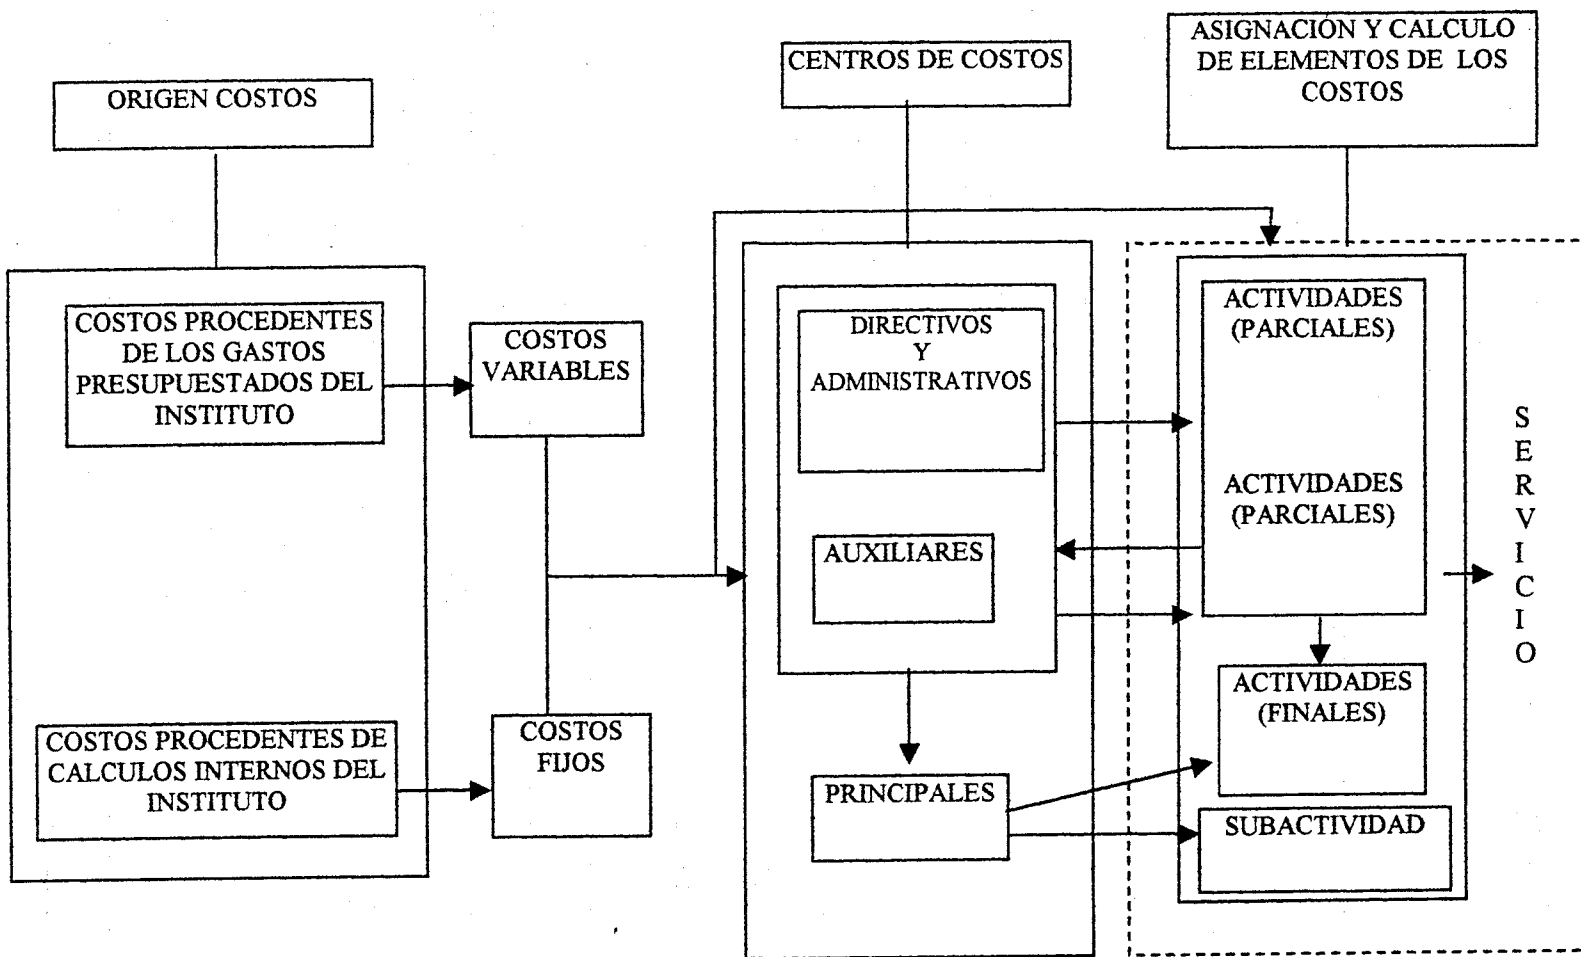 ORIGEN COSTOS
CENTROS DE COSTOS
ASIGNACIÓN Y CALCULO
DE ELEMENTOS DE LOS
COSTOS
COSTOS PROCEDENTES
DE LOS GASTOS
PRESUPUESTADOS DEL
INSTITUTO
COSTOS
VARIABLES
DIRECTIVOS
Y
ADMINISTRATIVOS
ACTIVIDADES
(PARCIALES)
ACTIVIDADES
(PARCIALES)
AUXILIARES
COSTOS PROCEDENTES DE
CALCULOS INTERNOS DEL
INSTITUTO
COSTOS
FIJOS
PRINCIPALES
ACTIVIDADES
(FINALES)
SUBACTIVIDAD
S
E
R
V
I
C
I
O